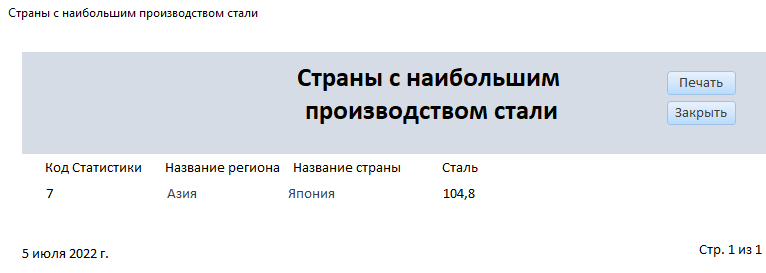 Страны с наибольшим производством стали
Страны с наибольшим
производством стали
Печать
Закрыть
Код Статистики Название региона Название страны Сталь
7 Азия Япония 104,8
5 июля 2022 г. Стр. 1 из 1